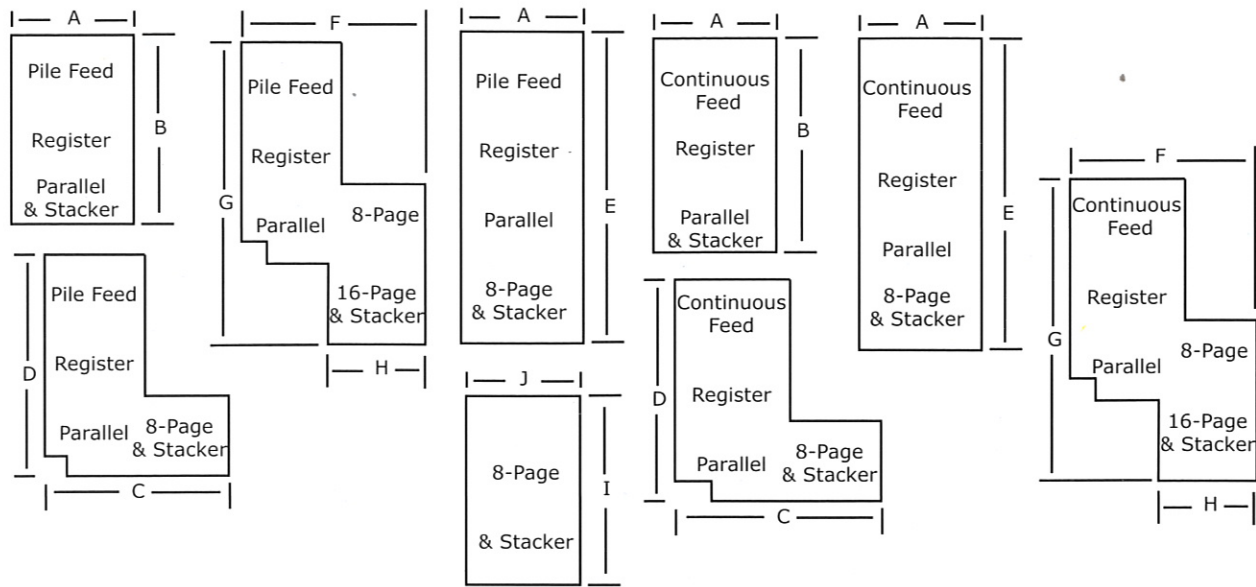 A
Pile Feed
Register
Parallel
& Stacker
B
F
G
Pile Feed
Register
Parallel
8-Page
16-Page
& Stacker
H
A
Pile Feed
Register
Parallel
8-Page
& Stacker
E
A
Continuous
Feed
Register
Parallel
& Stacker
B
A
Continuous
Feed
Register
Parallel
8-Page
& Stacker
E
F
G
Continuous
Feed
Register
Parallel
8-Page
16-Page
& Stacker
H
D
Pile Feed
Register
Parallel
8-Page
& Stacker
C
J
8-Page
& Stacker
I
D
Continuous
Feed
Register
Parallel
8-Page
& Stacker
C